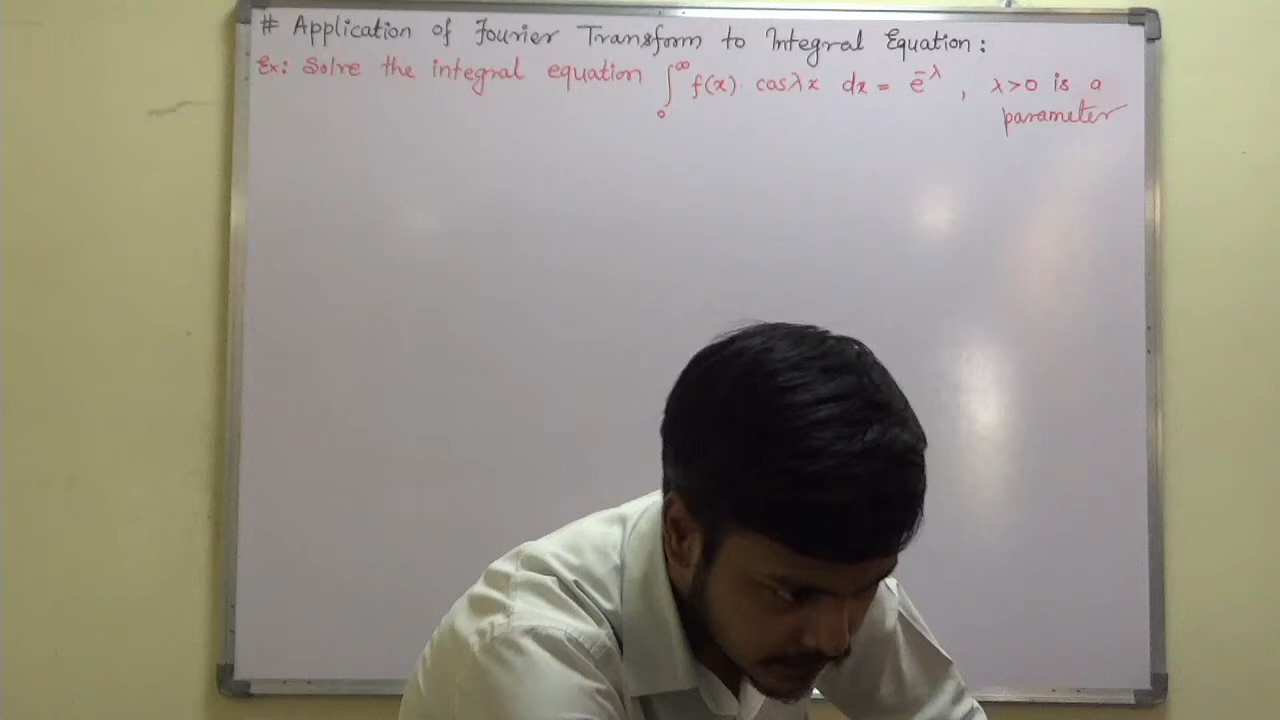 # Application of Fourier Transform to Integral Equation:
Ex: Solve the integral equation ∫₀^∞ f(x). cosλx dx = e^-λ, λ>0 is a
parameter